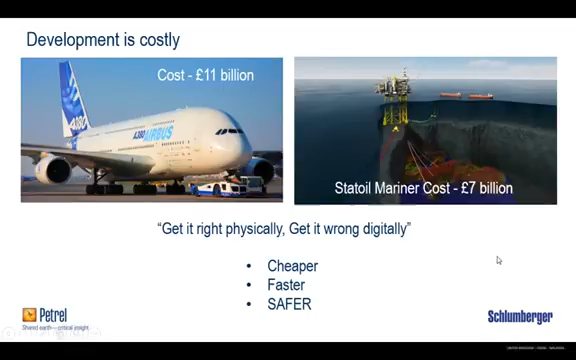 Development is costly
Cost - £11 billion
A380
A380 AIRBUS
Statoil Mariner Cost - £7 billion
“Get it right physically, Get it wrong digitally”
• Cheaper
• Faster
• SAFER
Petrel
Shared earth—critical insight
Schlumberger